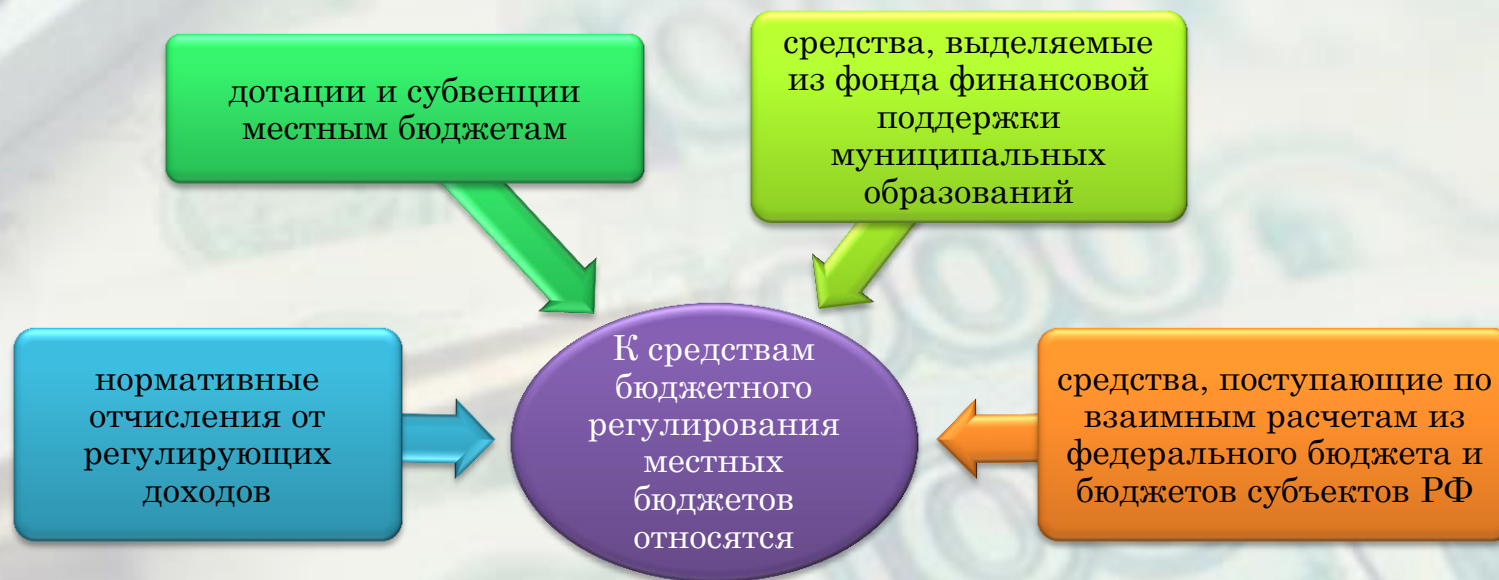 дотации и субвенции
местным бюджетам
средства, выделяемые
из фонда финансовой
поддержки
муниципальных
образований
нормативные
отчисления от
регулирующих
доходов
К средствам
бюджетного
регулирования
местных
бюджетов
относятся
средства, поступающие по
взаимным расчетам из
федерального бюджета и
бюджетов субъектов РФ